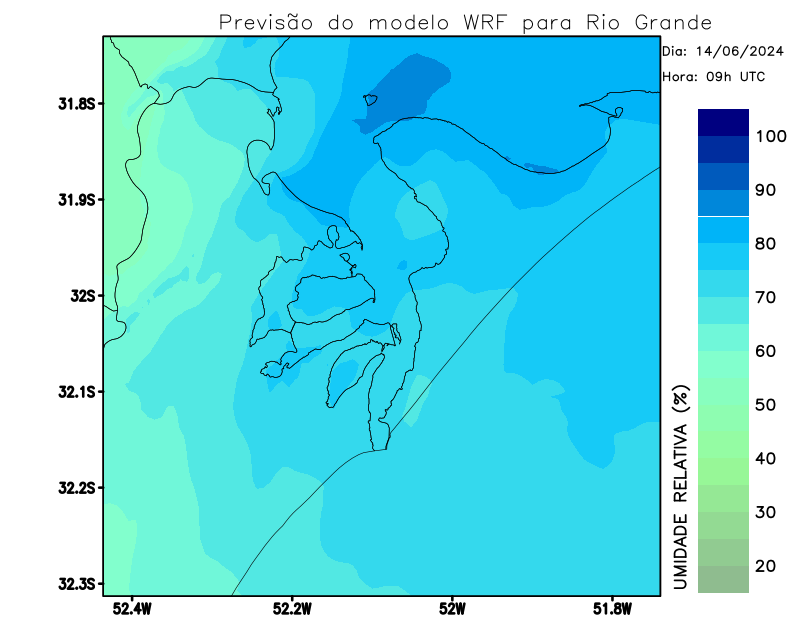 Previsão do modelo WRF para Rio Grande
Dia: 14/06/2024
Hora: 09h UTC
31.8S
31.9S
32S
32.1S
32.2S
32.3S
52.4W
52.2W
52W
51.8W
100
90
80
70
60
50
40
30
20
UMIDADE RELATIVA (%)